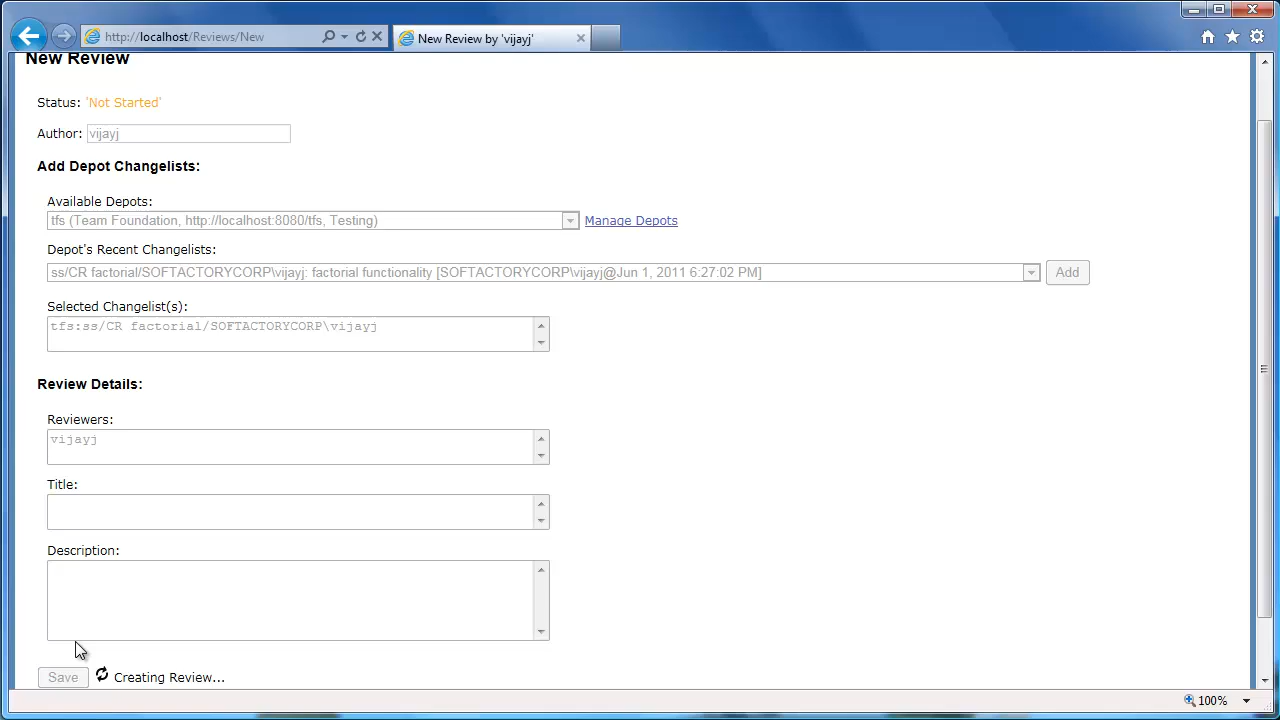 http://localhost/Reviews/New
New Review by 'vijayj'
New Review
Status: 'Not Started'
Author: vijayj
Add Depot Changelists:
Available Depots:
tfs (Team Foundation, http://localhost:8080/tfs, Testing) Manage Depots
Depot's Recent Changelists:
ss/CR factorial/SOFTACTORYCORP\vijayj: factorial functionality [SOFTACTORYCORP\vijayj@Jun 1, 2011 6:27:02 PM] Add
Selected Changelist(s):
tfs:ss/CR factorial/SOFTACTORYCORP\vijayj
Review Details:
Reviewers:
vijayj
Title:
Description:
Save Creating Review...
100%